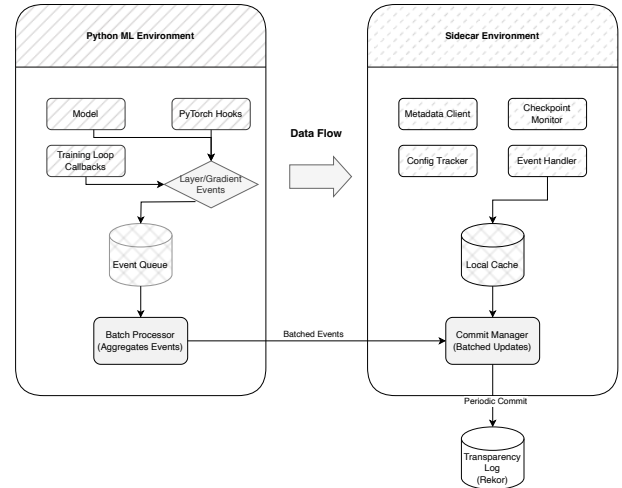 Python ML Environment
Sidecar Environment
Model
PyTorch Hooks
Metadata Client
Checkpoint
Monitor
Data Flow
Training Loop
Callbacks
Layer/Gradient
Events
Config Tracker
Event Handler
Event Queue
Local Cache
Batch Processor
(Aggregates Events)
Batched Events
Commit Manager
(Batched Updates)
Periodic Commit
Transparency
Log
(Rekor)